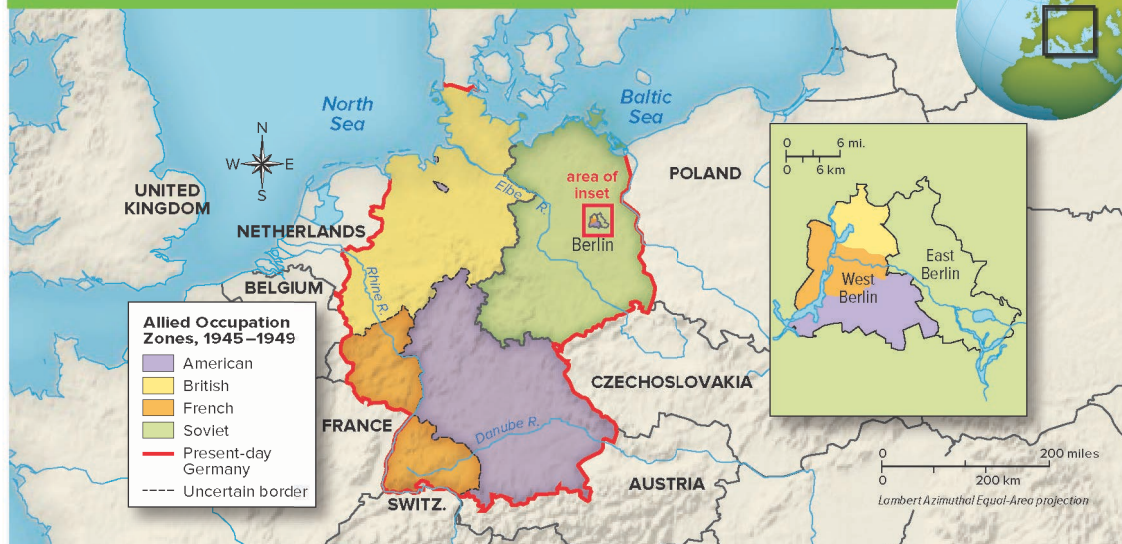 North
Sea
Baltic
Sea
N
W
E
S
UNITED
KINGDOM
NETHERLANDS
BELGIUM
FRANCE
SWITZ.
AUSTRIA
CZECHOSLOVAKIA
POLAND
Elbe R.
Rhine R.
Danube R.
area of
inset
Berlin
Allied Occupation
Zones, 1945–1949
American
British
French
Soviet
Present-day
Germany
Uncertain border
0 6 mi.
0 6 km
East
Berlin
West
Berlin
0 200 miles
0 200 km
Lambert Azimuthal Equal-Area projection